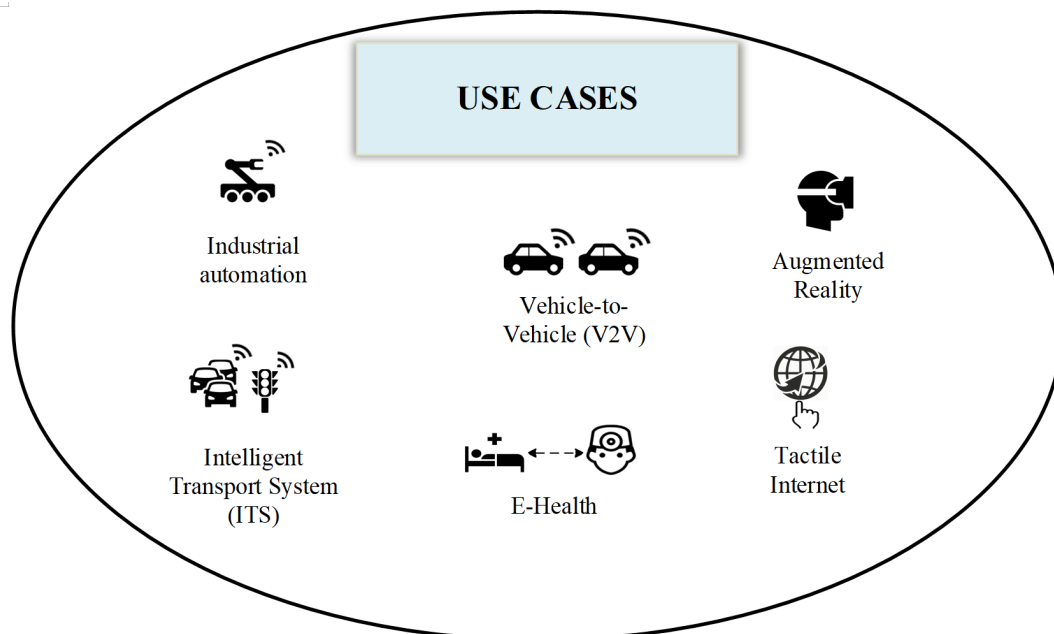 USE CASES
Industrial
automation
Vehicle-to-
Vehicle (V2V)
Augmented
Reality
Intelligent
Transport System
(ITS)
E-Health
Tactile
Internet